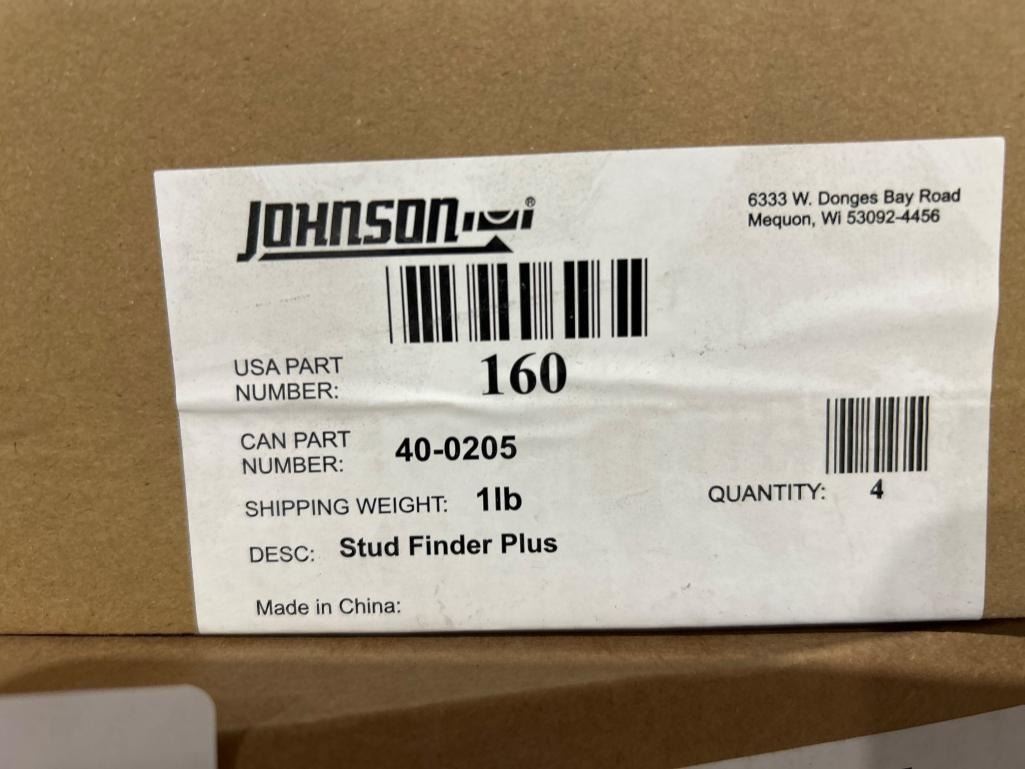 JOHNSON®
6333 W. Donges Bay Road
Mequon, Wi 53092-4456
USA PART
NUMBER:
160
CAN PART
NUMBER:
40-0205
SHIPPING WEIGHT: 1lb
QUANTITY: 4
DESC: Stud Finder Plus
Made in China: